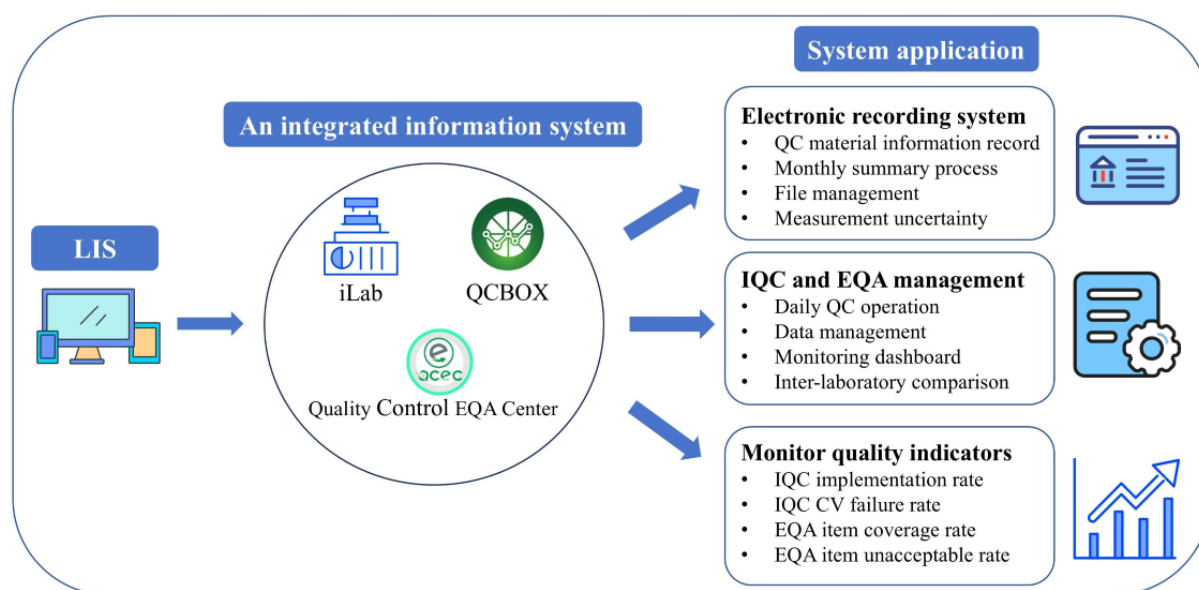 System application
An integrated information system
LIS
iLab
QCBOX
e
qcec
Quality Control EQA Center
Electronic recording system
• QC material information record
• Monthly summary process
• File management
• Measurement uncertainty
IQC and EQA management
• Daily QC operation
• Data management
• Monitoring dashboard
• Inter-laboratory comparison
Monitor quality indicators
• IQC implementation rate
• IQC CV failure rate
• EQA item coverage rate
• EQA item unacceptable rate